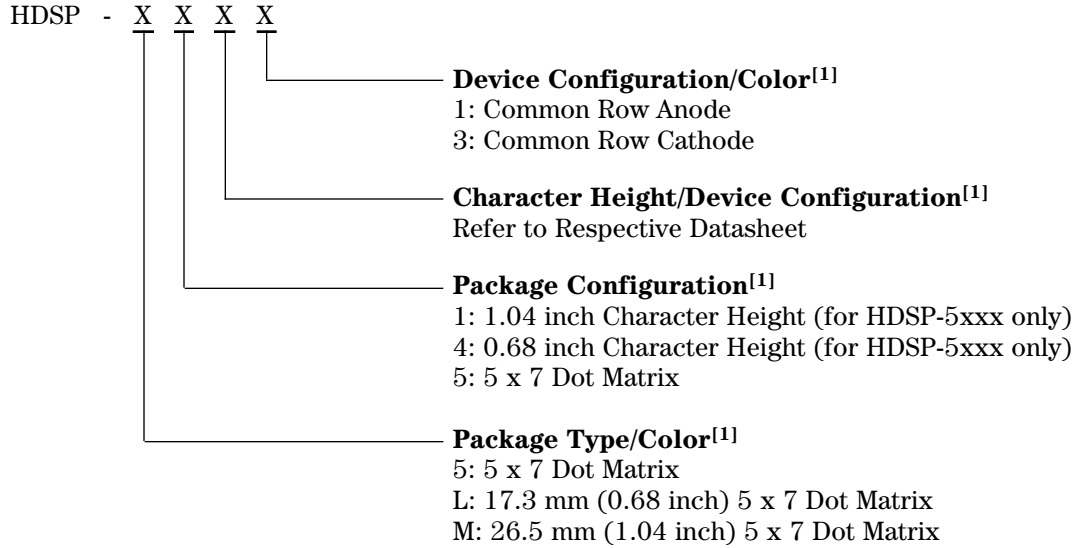 HDSP - X X X X
Device Configuration/Color[1]
1: Common Row Anode
3: Common Row Cathode
Character Height/Device Configuration[1]
Refer to Respective Datasheet
Package Configuration[1]
1: 1.04 inch Character Height (for HDSP-5xxx only)
4: 0.68 inch Character Height (for HDSP-5xxx only)
5: 5 x 7 Dot Matrix
Package Type/Color[1]
5: 5 x 7 Dot Matrix
L: 17.3 mm (0.68 inch) 5 x 7 Dot Matrix
M: 26.5 mm (1.04 inch) 5 x 7 Dot Matrix